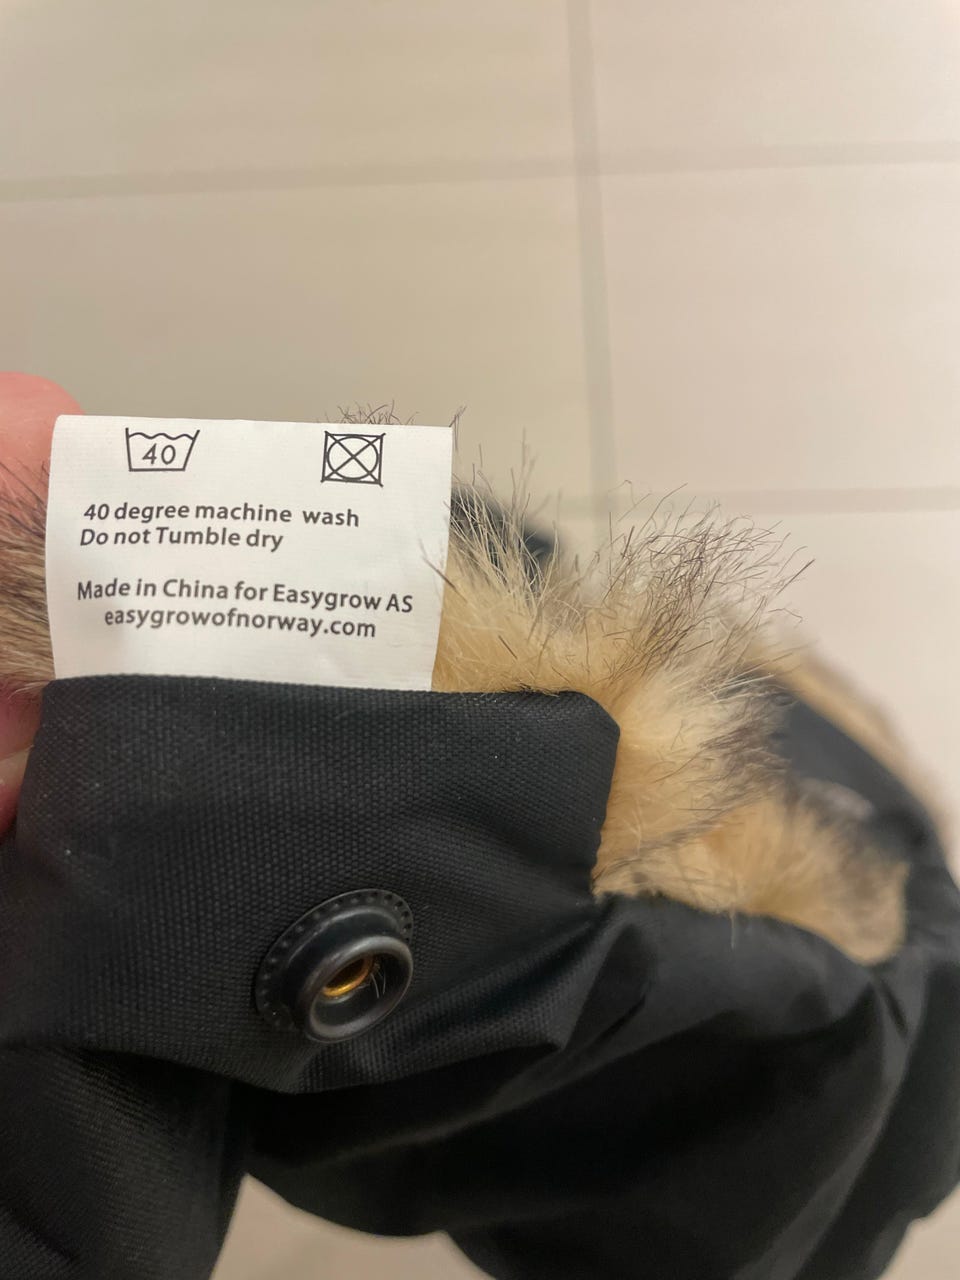 40
40 degree machine wash
Do not Tumble dry
Made in China for Easygrow AS
easygrowofnorway.com